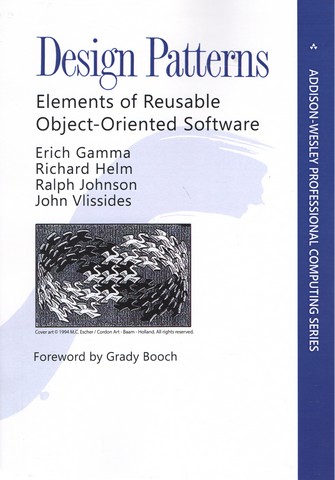 Design Patterns
Elements of Reusable
Object-Oriented Software
Erich Gamma
Richard Helm
Ralph Johnson
John Vlissides
Cover art © 1994 M.C. Escher / Cordon Art - Baarn - Holland. All rights reserved.
Foreword by Grady Booch
ADDISON-WESLEY PROFESSIONAL COMPUTING SERIES